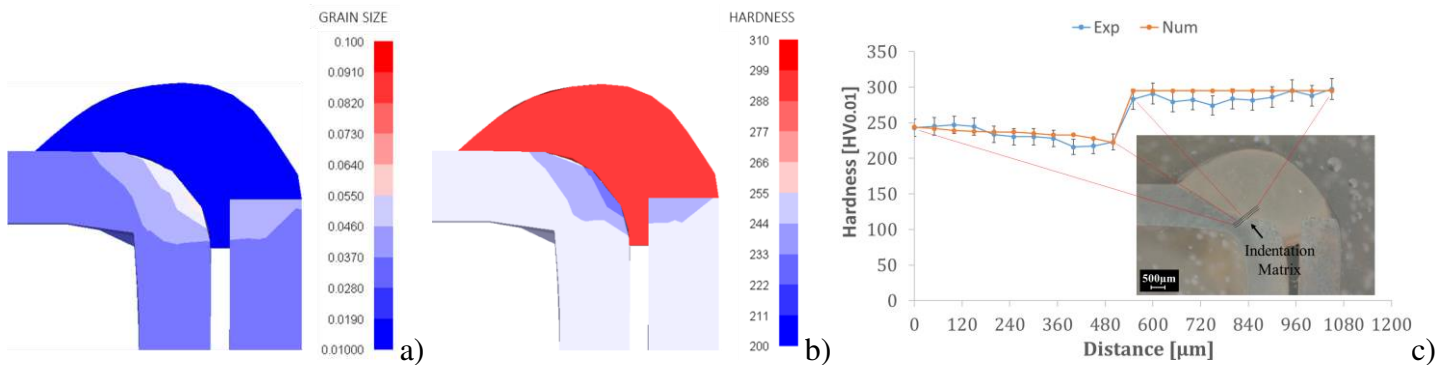 GRAIN SIZE
0.100
0.0910
0.0820
0.0730
0.0640
0.0550
0.0460
0.0370
0.0280
0.0190
0.01000
a)
HARDNESS
310
299
288
277
266
255
244
233
222
211
200
b)
Exp Num
Hardness [HV0.01]
350
300
250
200
150
100
50
0
Indentation
Matrix
500µm
0 120 240 360 480 600 720 840 960 1080 1200
Distance [µm]
c)